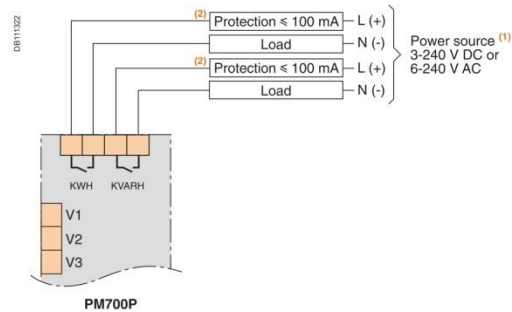 DB111322
(2) Protection ≤ 100 mA L (+)
Load N (-)
(2) Protection ≤ 100 mA L (+)
Load N (-)
Power source (1)
3-240 V DC or
6-240 V AC
KWH KVARH
V1
V2
V3
PM700P